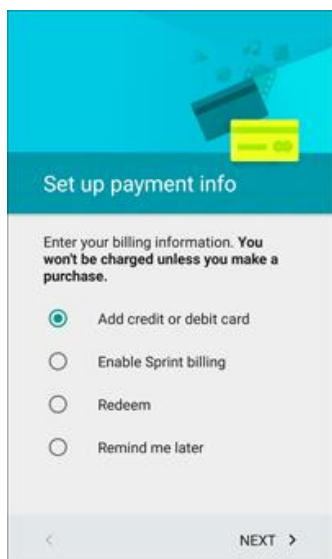 Set up payment info
Enter your billing information. You
won't be charged unless you make a
purchase.
Add credit or debit card
Enable Sprint billing
Redeem
Remind me later
NEXT